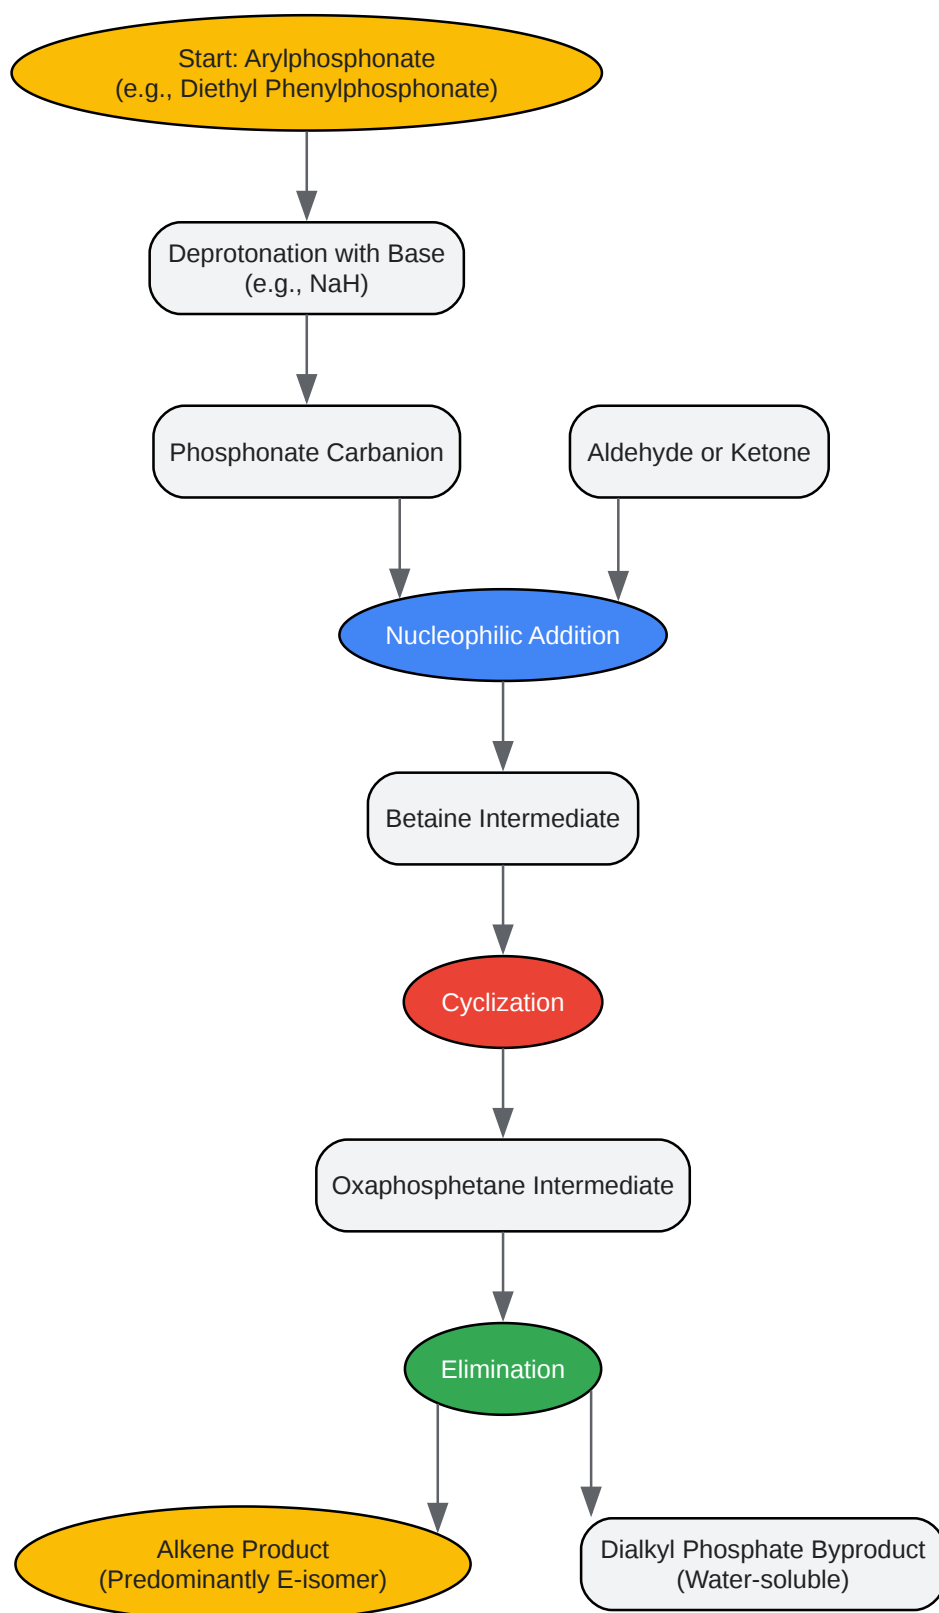 Start: Arylphosphonate
(e.g., Diethyl Phenylphosphonate)
Deprotonation with Base
(e.g., NaH)
Phosphonate Carbanion
Aldehyde or Ketone
Nucleophilic Addition
Betaine Intermediate
Cyclization
Oxaphosphetane Intermediate
Elimination
Alkene Product
(Predominantly E-isomer)
Dialkyl Phosphate Byproduct
(Water-soluble)